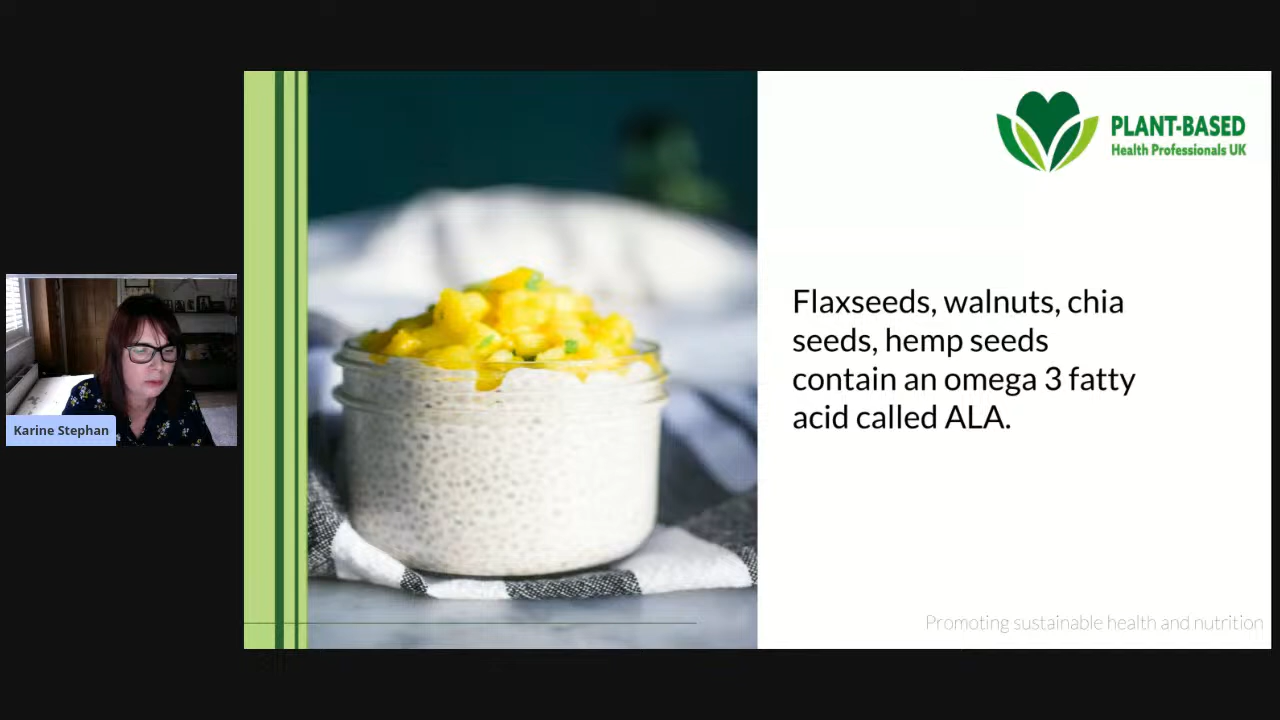 PLANT-BASED
Health Professionals UK
Flaxseeds, walnuts, chia
seeds, hemp seeds
contain an omega 3 fatty
acid called ALA.
Karine Stephan
Promoting sustainable health and nutrition